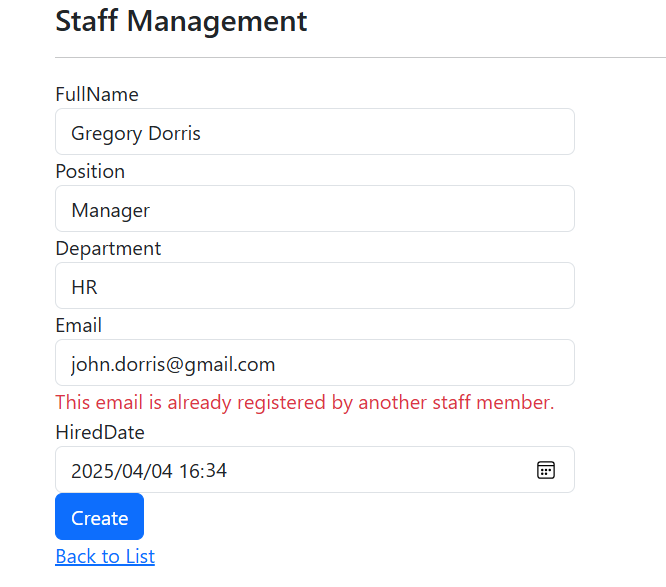 Staff Management
FullName
Gregory Dorris
Position
Manager
Department
HR
Email
john.dorris@gmail.com
This email is already registered by another staff member.
HiredDate
2025/04/04 16:34
Create
Back to List